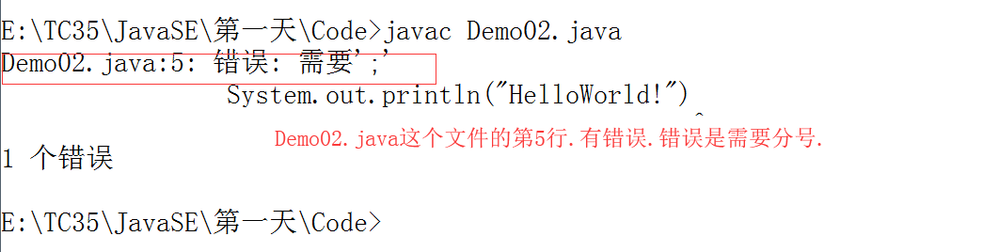 E:\TC35\JavaSE\第一天\Code>javac Demo02.java
Demo02.java:5: 错误: 需要';'
System.out.println("HelloWorld!")
^
Demo02.java这个文件的第5行.有错误.错误是需要分号.
1 个错误
E:\TC35\JavaSE\第一天\Code>